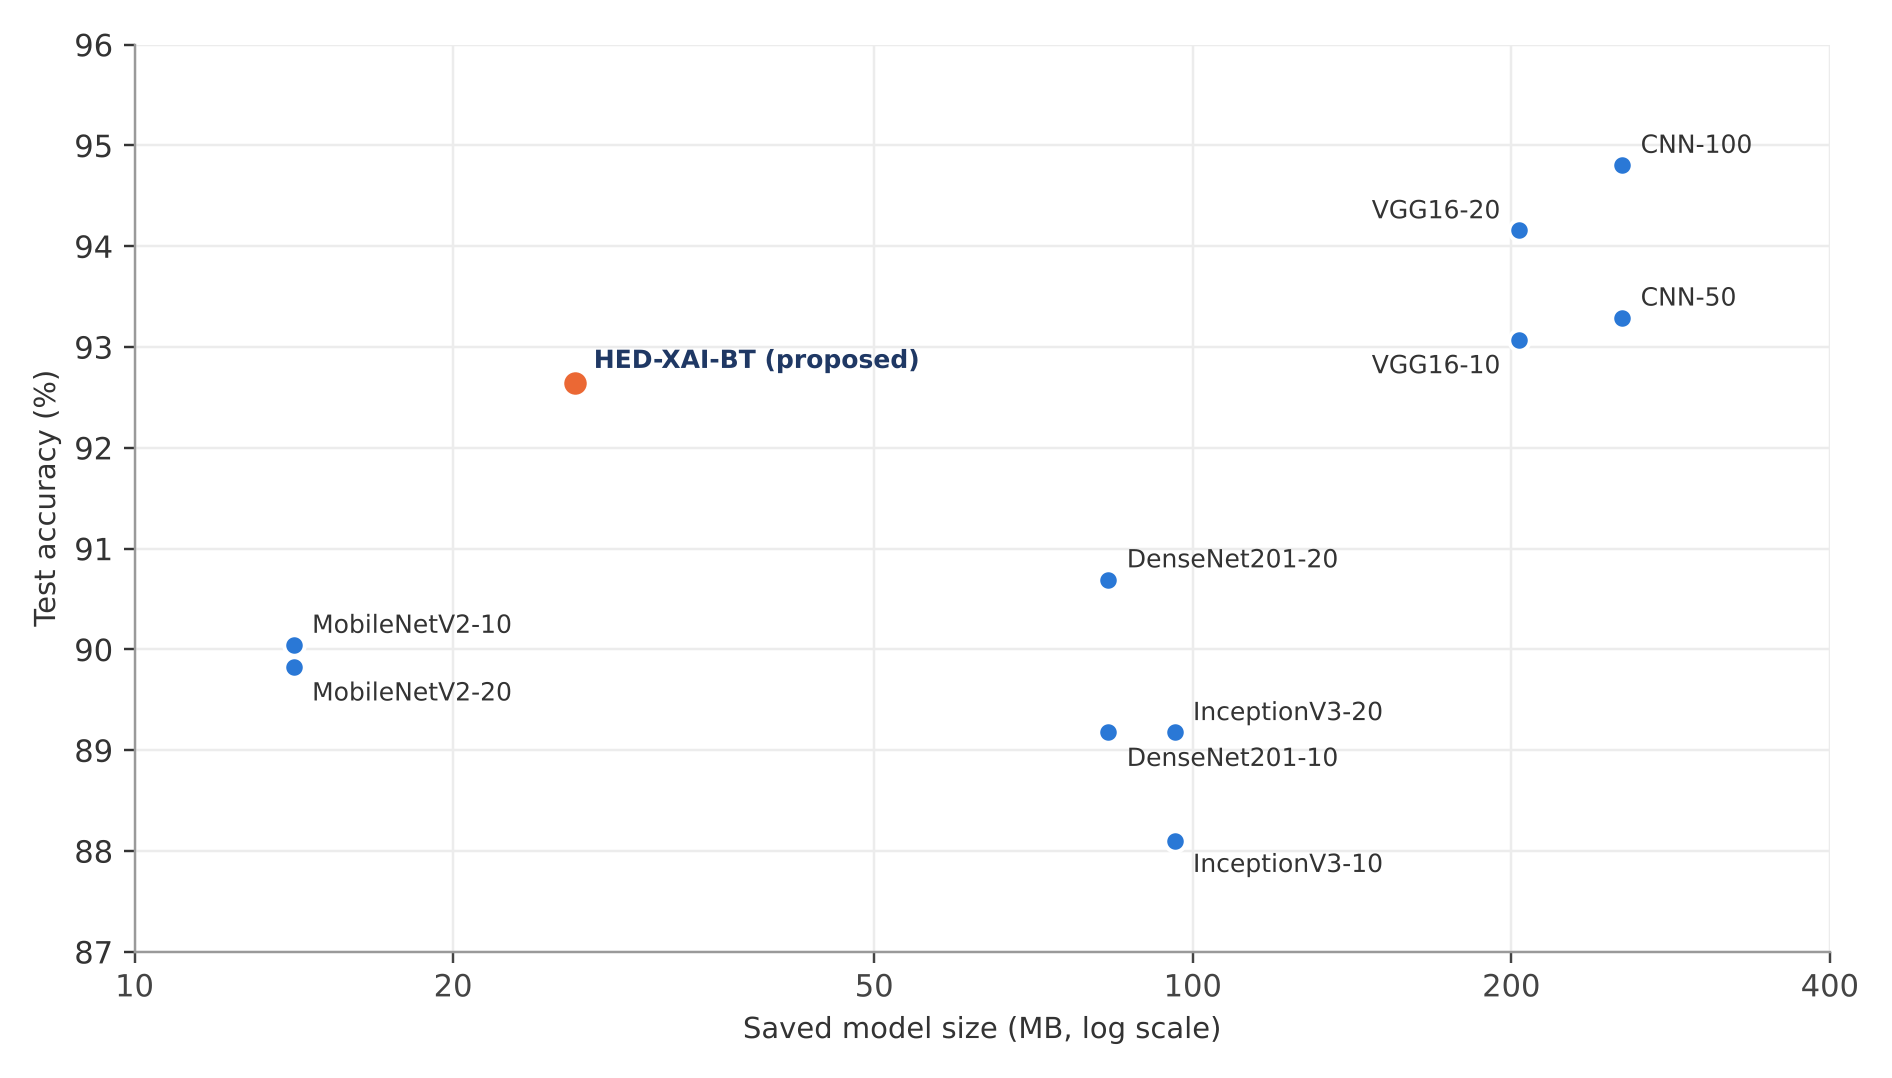 96
95
94
93
92
91
90
89
88
87
Test accuracy (%)
CNN-100
VGG16-20
CNN-50
HED-XAI-BT (proposed)
VGG16-10
DenseNet201-20
MobileNetV2-10
MobileNetV2-20
InceptionV3-20
DenseNet201-10
InceptionV3-10
10 20 50 100 200 400
Saved model size (MB, log scale)